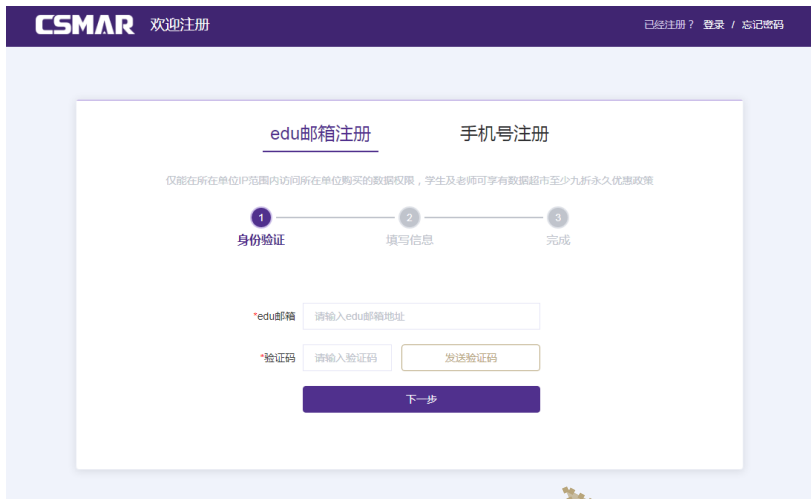 CSMAR 欢迎注册 已经注册？ 登录 / 忘记密码
edu邮箱注册 手机号注册
仅能在所在单位IP范围内访问所在单位购买的数据权限，学生及老师可享有数据超市至少九折永久优惠政策
1 2 3
身份验证 填写信息 完成
*edu邮箱 请输入edu邮箱地址
*验证码 请输入验证码 发送验证码
下一步